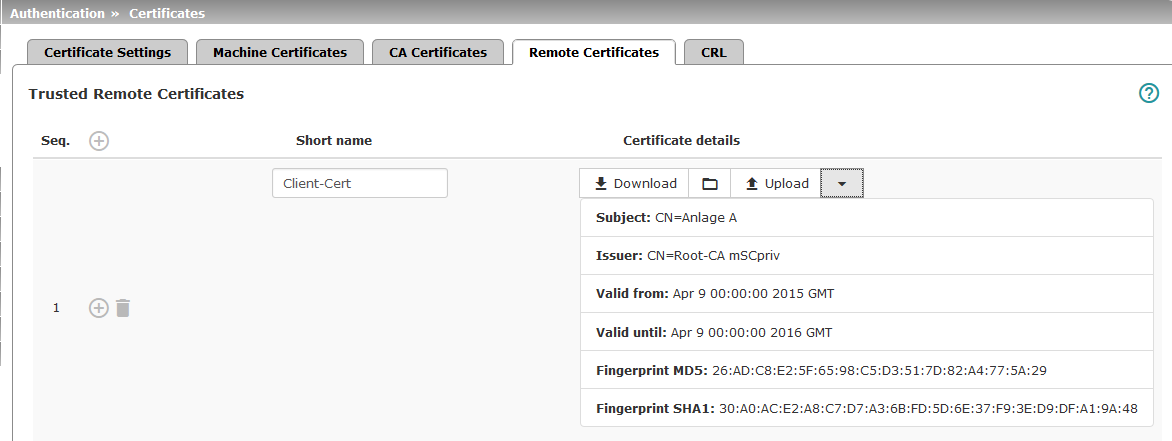 Authentication » Certificates
Certificate Settings Machine Certificates CA Certificates Remote Certificates CRL
Trusted Remote Certificates ?
Seq. Short name Certificate details
Client-Cert Download Upload
Subject: CN=Anlage A
Issuer: CN=Root-CA mSCpriv
Valid from: Apr 9 00:00:00 2015 GMT
1
Valid until: Apr 9 00:00:00 2016 GMT
Fingerprint MD5: 26:AD:C8:E2:5F:65:98:C5:D3:51:7D:82:A4:77:5A:29
Fingerprint SHA1: 30:A0:AC:E2:A8:C7:D7:A3:6B:FD:5D:6E:37:F9:3E:D9:DF:A1:9A:48